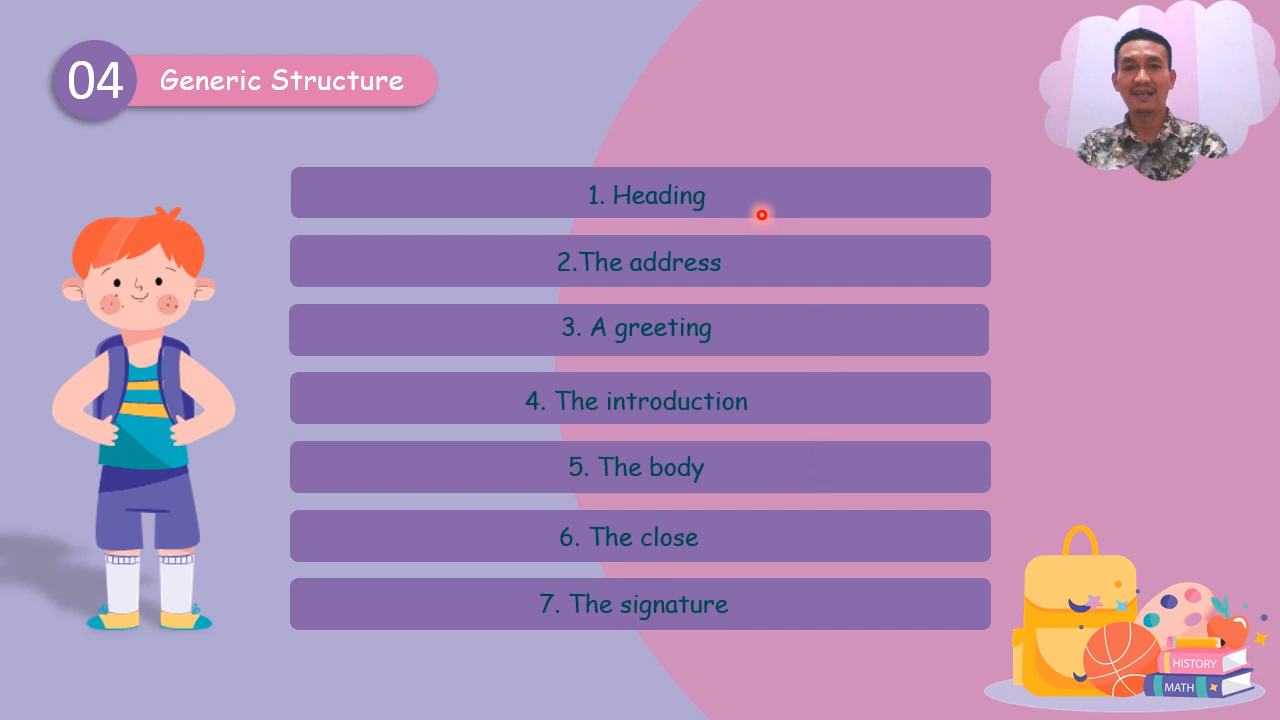 04
Generic Structure
1. Heading
2.The address
3. A greeting
4. The introduction
5. The body
6. The close
7. The signature
HISTORY
MATH